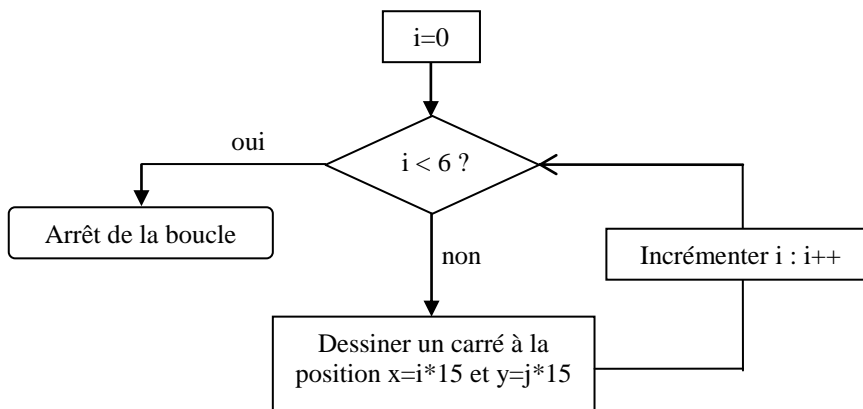 i=0
oui
i < 6 ?
Arrêt de la boucle
non
Incrémenter i : i++
Dessiner un carré à la
position x=i*15 et y=j*15